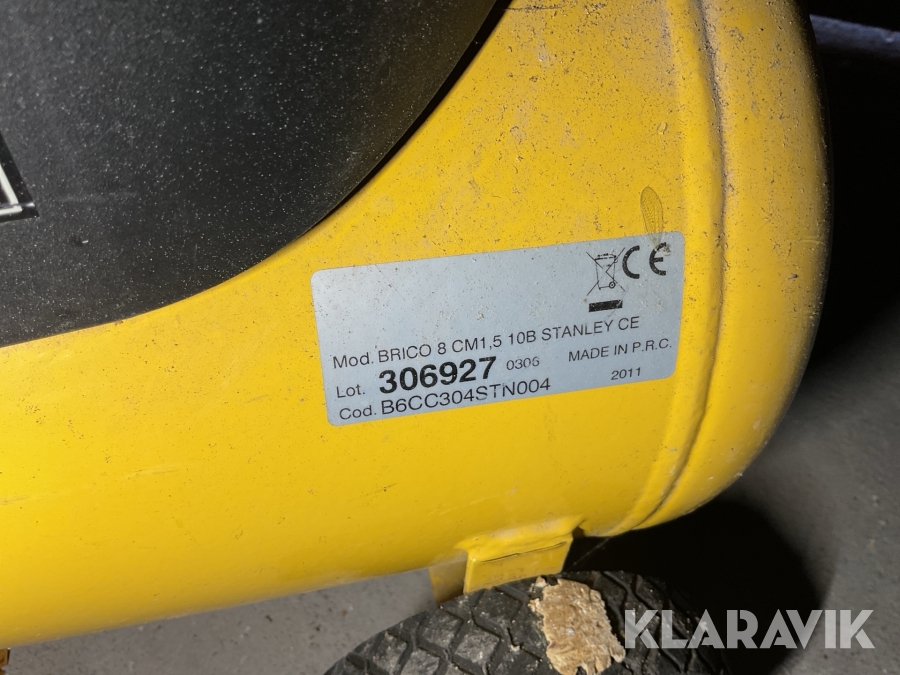 CE
Mod. BRICO 8 CM1,5 10B STANLEY CE
Lot. 306927 0306 MADE IN P.R.C.
Cod. B6CC304STN004 2011
KLARAVIK